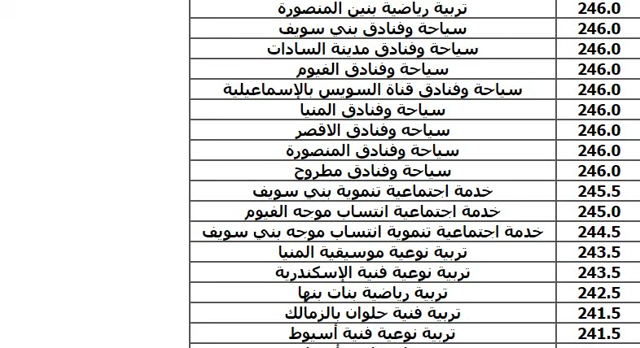 تربية رياضية بنين المنصورة 246.0
سياحة وفنادق بني سويف 246.0
سياحة وفنادق مدينة السادات 246.0
سياحة وفنادق الفيوم 246.0
سياحة وفنادق قناة السويس بالإسماعيلية 246.0
سياحة وفنادق المنيا 246.0
سياحه وفنادق الاقصر 246.0
سياحة وفنادق المنصورة 246.0
سياحة وفنادق مطروح 246.0
خدمة اجتماعية تنموية بني سويف 245.5
خدمة اجتماعية انتساب موجه الفيوم 245.0
خدمة اجتماعية تنموية انتساب موجه بني سويف 244.5
تربية نوعية موسيقية المنيا 243.5
تربية نوعية فنية الإسكندرية 243.5
تربية رياضية بنات بنها 242.5
تربية فنية حلوان بالزمالك 241.5
تربية نوعية فنية أسيوط 241.5